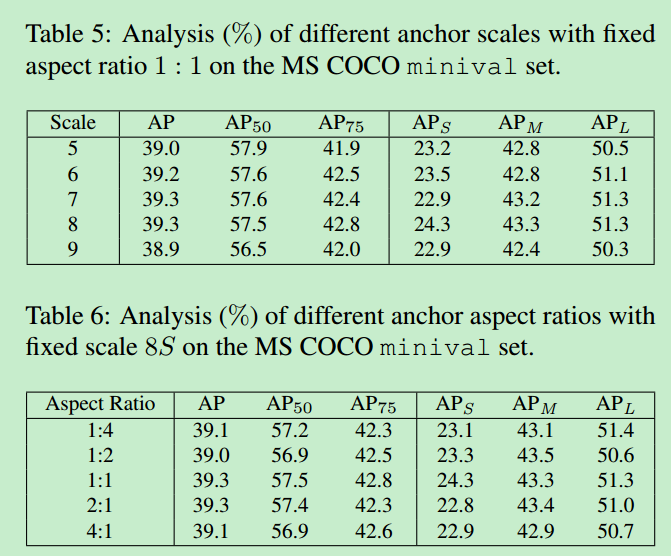 Table 5: Analysis (%) of different anchor scales with fixed
aspect ratio 1 : 1 on the MS COCO minival set.
Scale AP AP50 AP75 APS APM APL
5 39.0 57.9 41.9 23.2 42.8 50.5
6 39.2 57.6 42.5 23.5 42.8 51.1
7 39.3 57.6 42.4 22.9 43.2 51.3
8 39.3 57.5 42.8 24.3 43.3 51.3
9 38.9 56.5 42.0 22.9 42.4 50.3
Table 6: Analysis (%) of different anchor aspect ratios with
fixed scale 8S on the MS COCO minival set.
Aspect Ratio AP AP50 AP75 APS APM APL
1:4 39.1 57.2 42.3 23.1 43.1 51.4
1:2 39.0 56.9 42.5 23.3 43.5 50.6
1:1 39.3 57.5 42.8 24.3 43.3 51.3
2:1 39.3 57.4 42.3 22.8 43.4 51.0
4:1 39.1 56.9 42.6 22.9 42.9 50.7